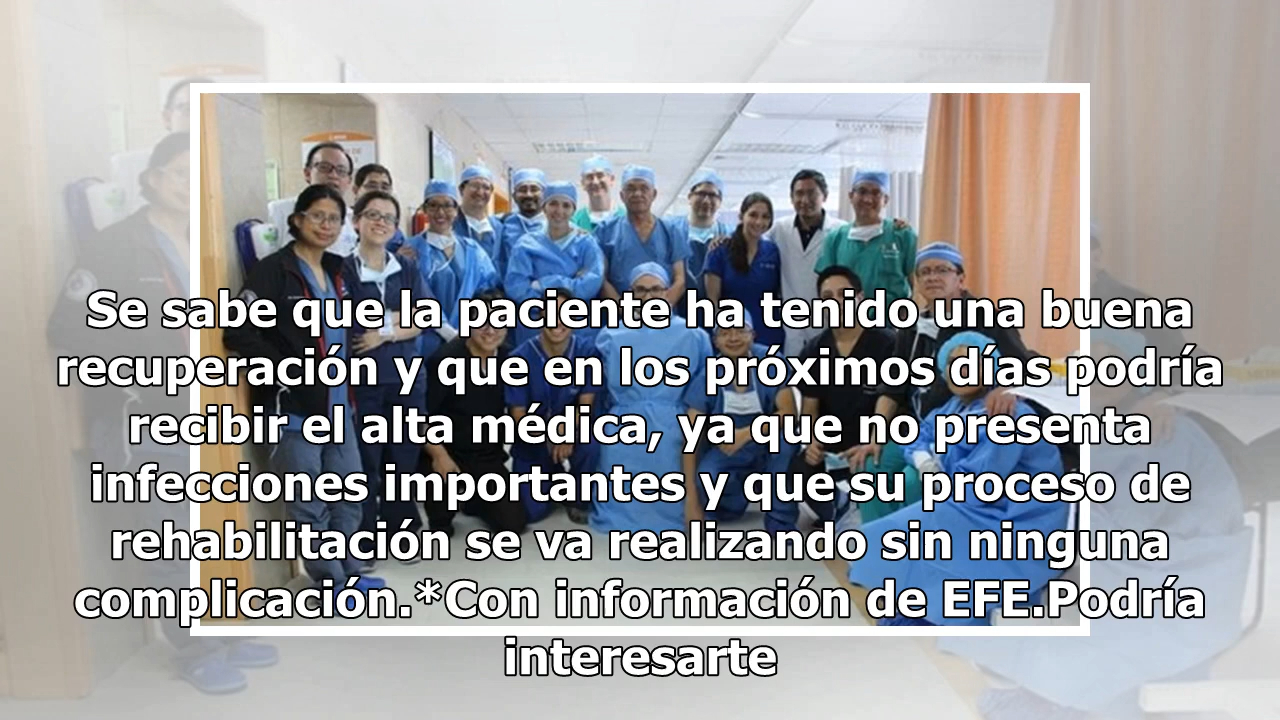 Se sabe que la paciente ha tenido una buena
recuperación y que en los próximos días podría
recibir el alta médica, ya que no presenta
infecciones importantes y que su proceso de
rehabilitación se va realizando sin ninguna
complicación.*Con información de EFE.Podría
interesarte